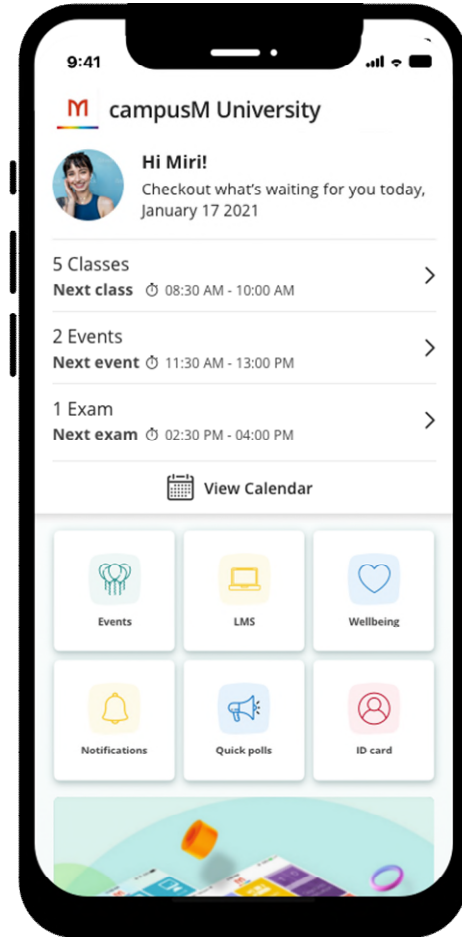 9:41
campusM University
Hi Miri!
Checkout what's waiting for you today,
January 17 2021
5 Classes
Next class 08:30 AM - 10:00 AM
2 Events
Next event 11:30 AM - 13:00 PM
1 Exam
Next exam 02:30 PM - 04:00 PM
View Calendar
Events LMS Wellbeing
Notifications Quick polls ID card